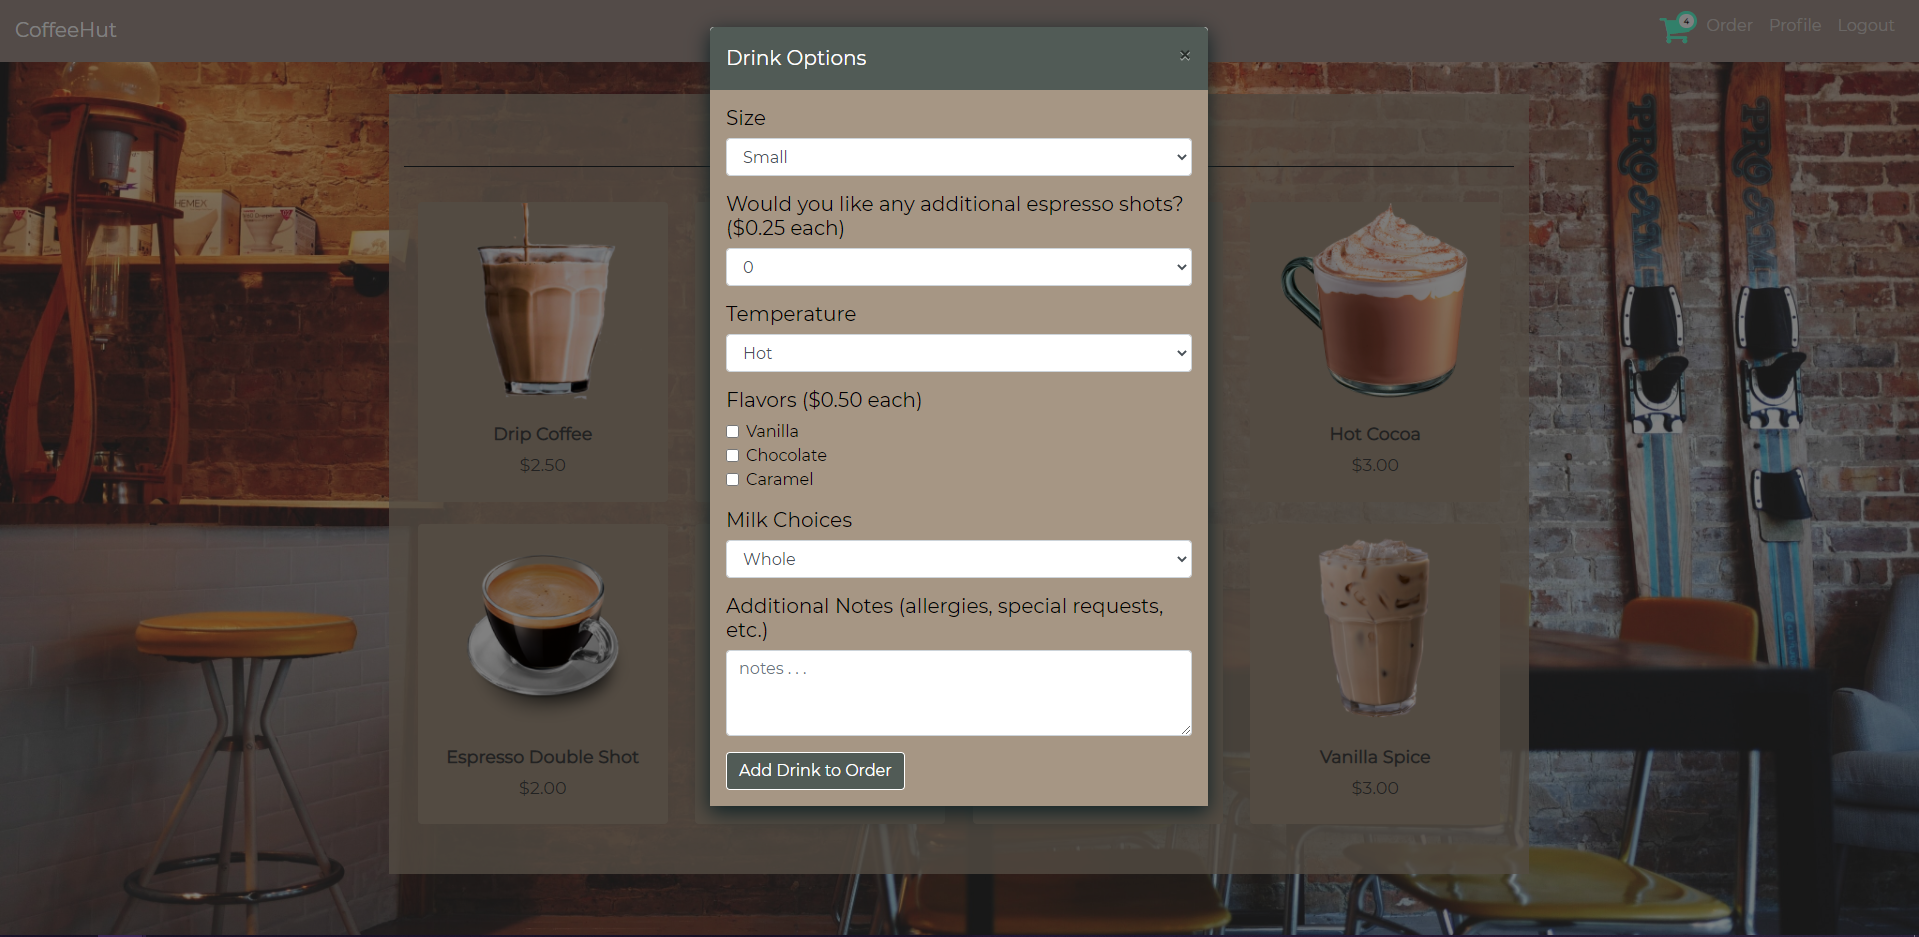 CoffeeHut
4
Order
Profile
Logout
Drink Options
×
Size
Small
Would you like any additional espresso shots?
($0.25 each)
0
Temperature
Hot
Flavors ($0.50 each)
Vanilla
Chocolate
Caramel
Milk Choices
Whole
Additional Notes (allergies, special requests,
etc.)
notes . . .
Add Drink to Order
Drip Coffee
$2.50
Hot Cocoa
$3.00
Espresso Double Shot
$2.00
Vanilla Spice
$3.00
HEMEX
PRO
PRO